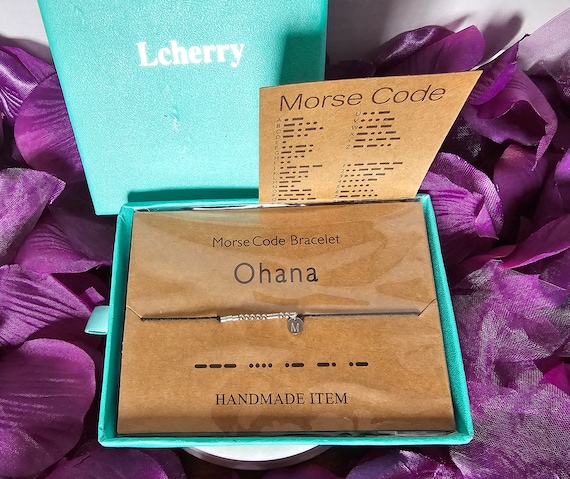 Lcherry
Morse Code
Morse Code Bracelet
Ohana
M
HANDMADE ITEM